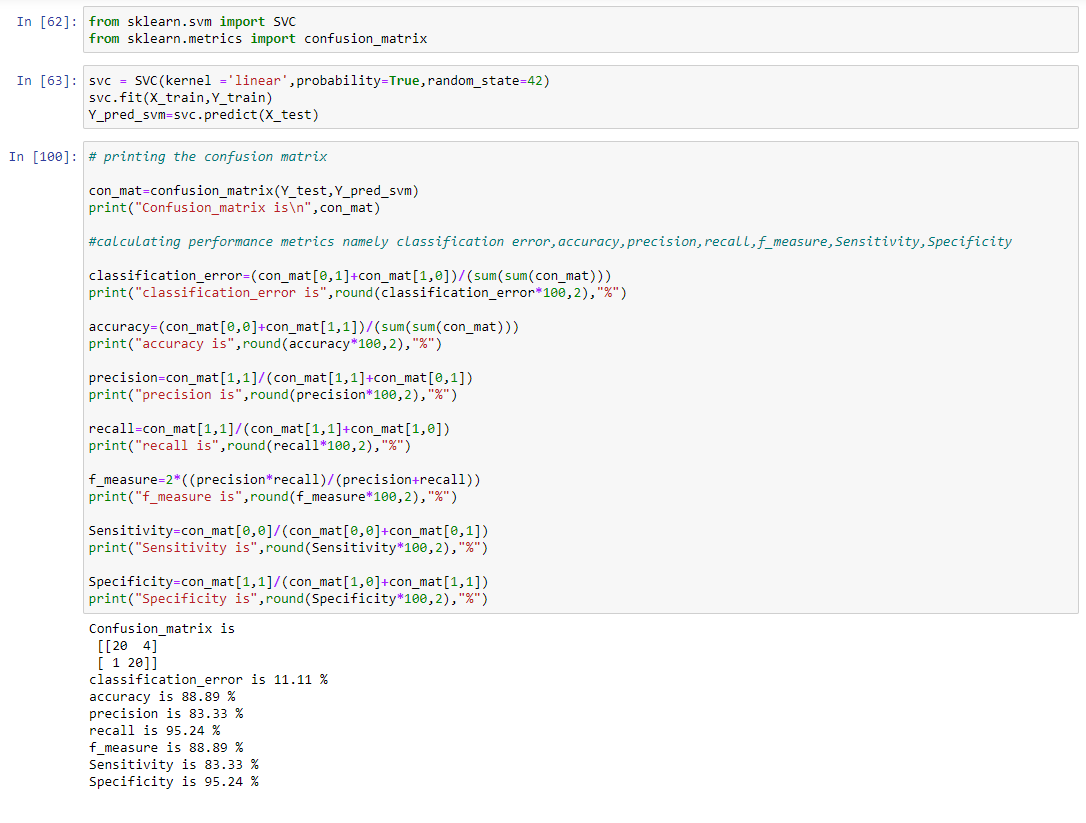 In [62]: from sklearn.svm import SVC
from sklearn.metrics import confusion_matrix
In [63]: svc = SVC(kernel ='linear',probability=True,random_state=42)
svc.fit(X_train,Y_train)
Y_pred_svm=svc.predict(X_test)
In [100]: # printing the confusion matrix
con_mat=confusion_matrix(Y_test,Y_pred_svm)
print("Confusion_matrix is\n",con_mat)
#calculating performance metrics namely classification error,accuracy,precision,recall,f_measure,Sensitivity,Specificity
classification_error=(con_mat[0,1]+con_mat[1,0])/(sum(sum(con_mat)))
print("classification_error is",round(classification_error*100,2),"%")
accuracy=(con_mat[0,0]+con_mat[1,1])/(sum(sum(con_mat)))
print("accuracy is",round(accuracy*100,2),"%")
precision=con_mat[1,1]/(con_mat[1,1]+con_mat[0,1])
print("precision is",round(precision*100,2),"%")
recall=con_mat[1,1]/(con_mat[1,1]+con_mat[1,0])
print("recall is",round(recall*100,2),"%")
f_measure=2*((precision*recall)/(precision+recall))
print("f_measure is",round(f_measure*100,2),"%")
Sensitivity=con_mat[0,0]/(con_mat[0,0]+con_mat[0,1])
print("Sensitivity is",round(Sensitivity*100,2),"%")
Specificity=con_mat[1,1]/(con_mat[1,0]+con_mat[1,1])
print("Specificity is",round(Specificity*100,2),"%")
Confusion_matrix is
[[20  4]
[ 1 20]]
classification_error is 11.11 %
accuracy is 88.89 %
precision is 83.33 %
recall is 95.24 %
f_measure is 88.89 %
Sensitivity is 83.33 %
Specificity is 95.24 %